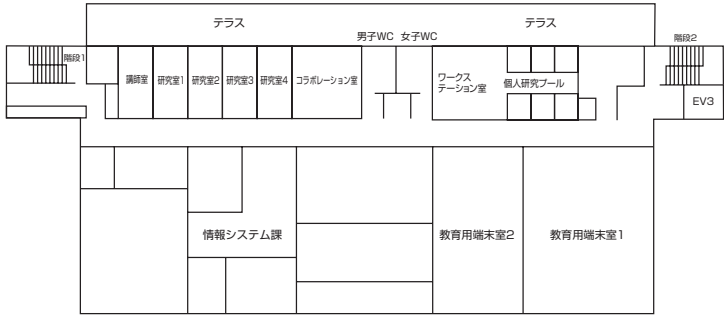 テラス
テラス
男子WC 女子WC
階段1
階段2
講師室
研究室1
研究室2
研究室3
研究室4
コラボレーション室
ワークス
テーション室
個人研究ブール
EV3
情報システム課
教育用端末室2
教育用端末室1